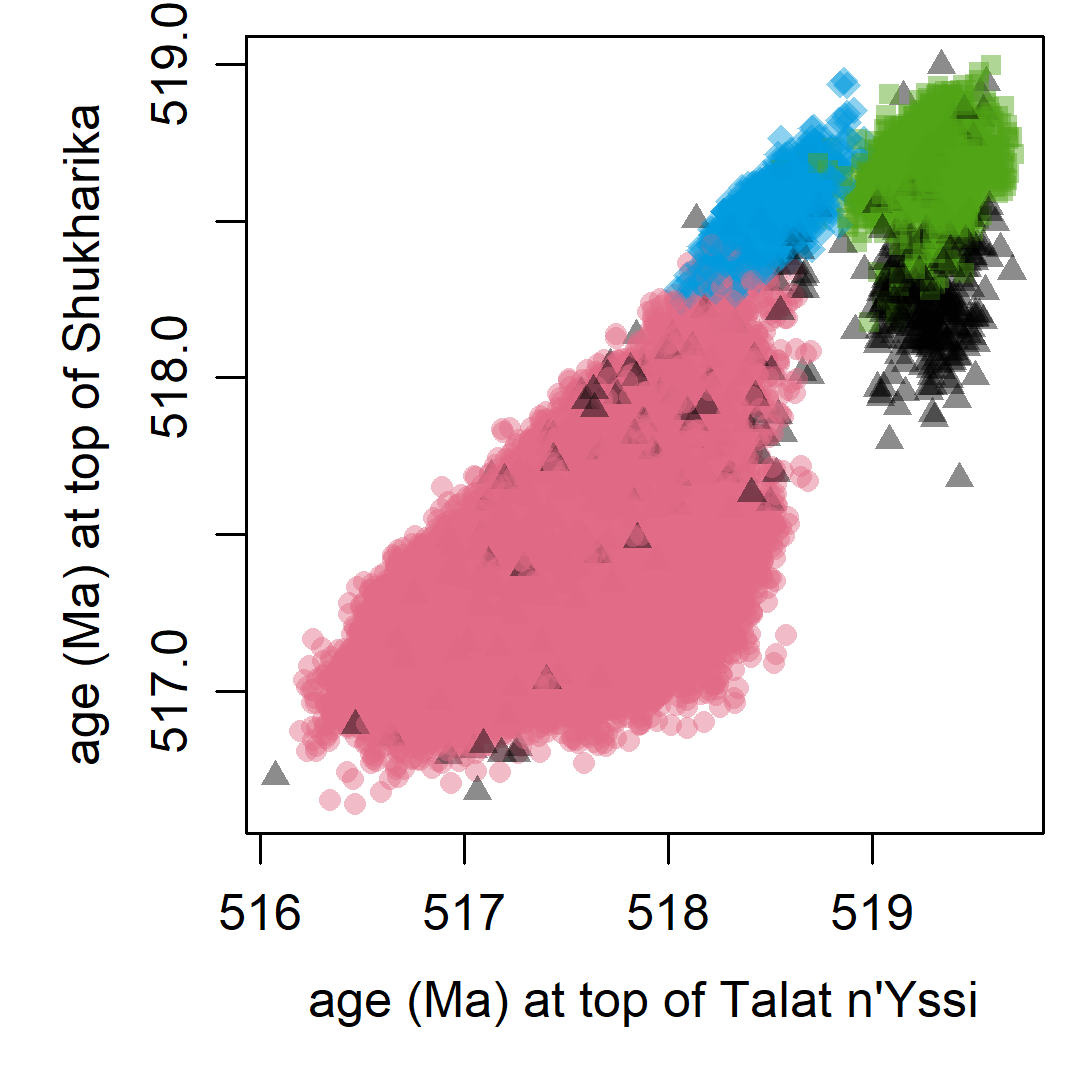 age (Ma) at top of Shukharika
519.0
518.0
517.0
516 517 518 519
age (Ma) at top of Talat n'Yssi